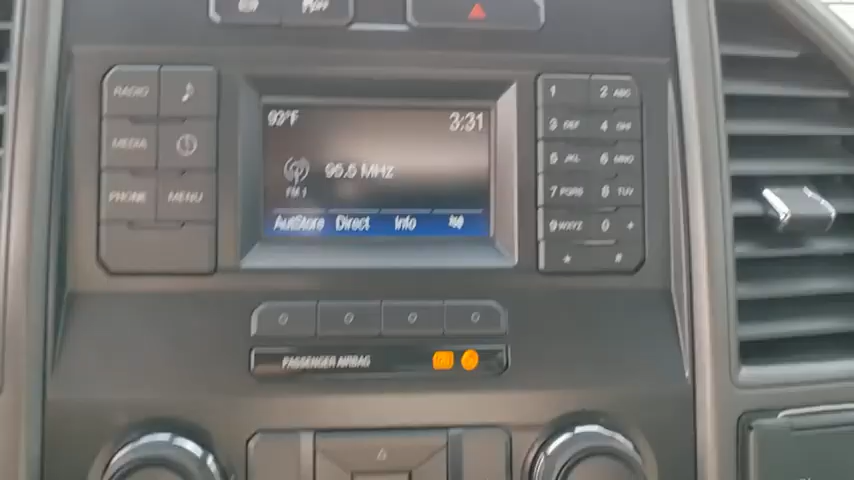 RADIO
MEDIA
PHONE MENU
93°F 3:31
95.5 MHz
FM 1
AutStore Direct Info
1 2 ABC
3 DEF 4 GHI
5 JKL 6 MNO
7 PQRS 8 TUV
9 WXYZ 0 +
* #
PASSENGER AIRBAG